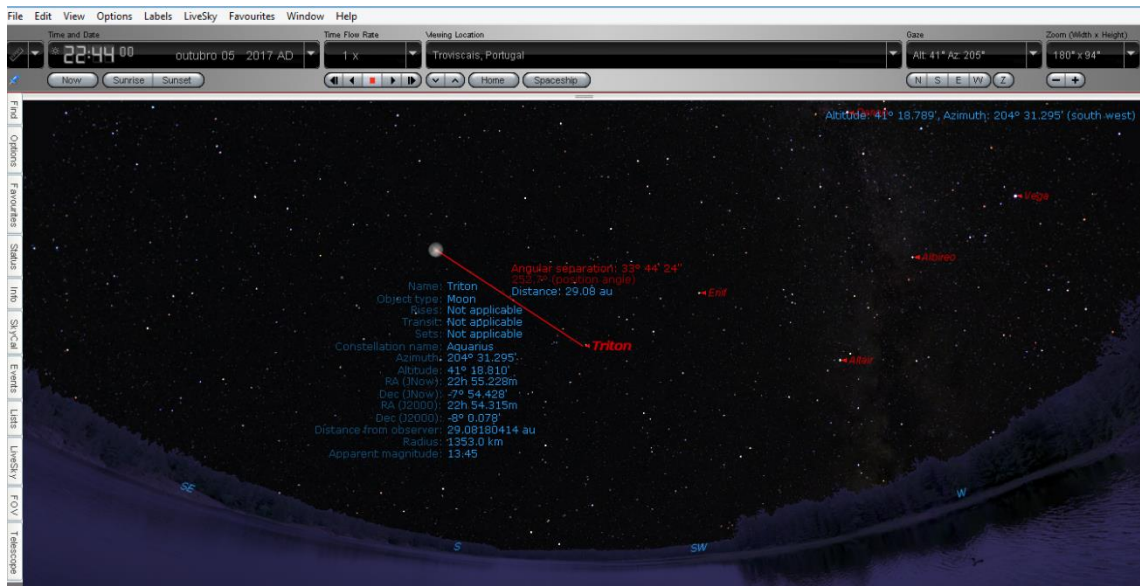 File Edit View Options Labels LiveSky Favourites Window Help
Time and Date Time Flow Rate Viewing Location Gaze Zoom (Width x Height)
22:44 00 outubro 05 2017 AD 1 x Troviscais, Portugal Alt: 41° Az: 205° 180° x 94°
Now Sunrise Sunset Home Spaceship N S E W Z
Find
Options
Favourites
Status
Info
SkyCal
Events
Lists
LiveSky
FOV
Telescope
Altitude: 41° 18.789', Azimuth: 204° 31.295' (south west)
Vega
Albireo
Angular separation: 33° 44' 24"
252.7° (position angle)
Distance: 29.08 au
Enif
Triton
Altair
Name: Triton
Object type: Moon
Rises: Not applicable
Transit: Not applicable
Sets: Not applicable
Constellation name: Aquarius
Azimuth: 204° 31.295'
Altitude: 41° 18.810'
RA (JNow): 22h 55.228m
Dec (JNow): -7° 54.428'
RA (J2000): 22h 54.315m
Dec (J2000): -8° 0.078'
Distance from observer: 29.08180414 au
Radius: 1353.0 km
Apparent magnitude: 13.45
SE
S
SW
W